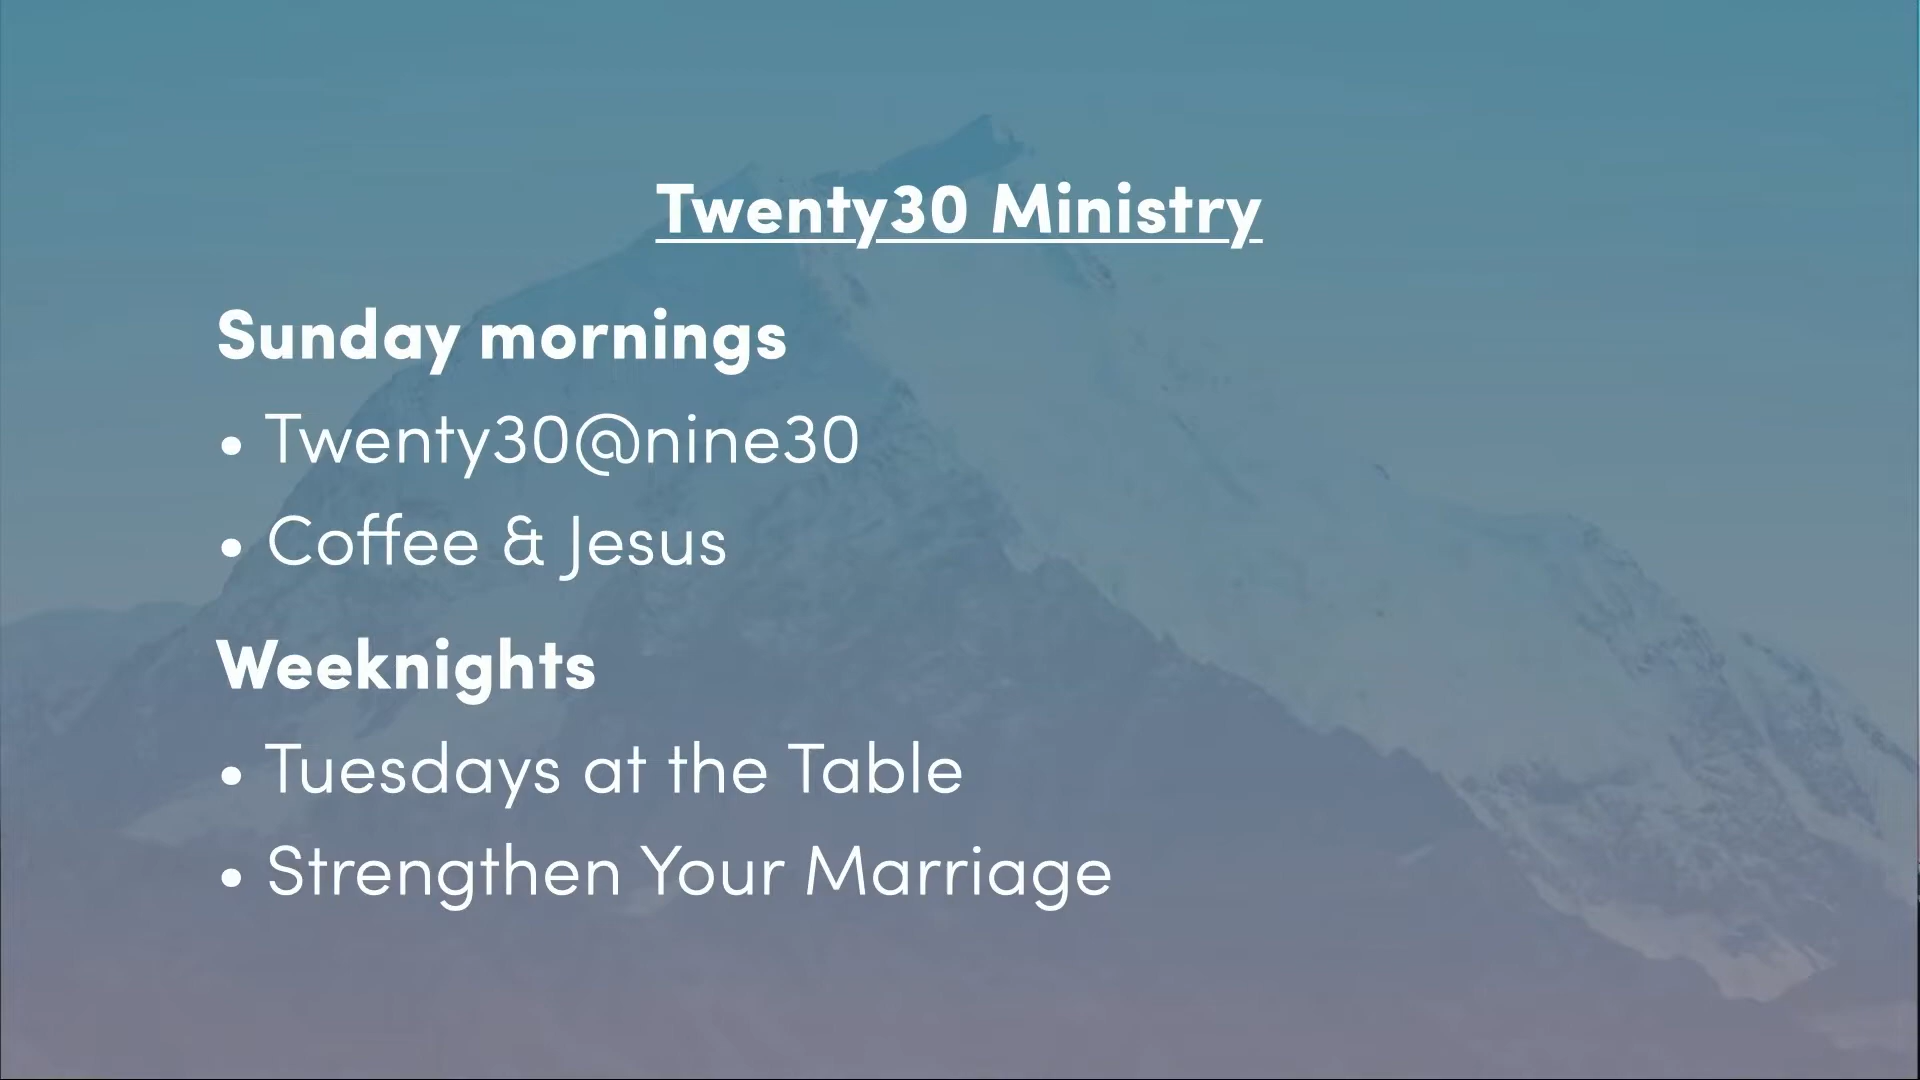 Twenty30 Ministry
Sunday mornings
• Twenty30@nine30
• Coffee & Jesus
Weeknights
• Tuesdays at the Table
• Strengthen Your Marriage